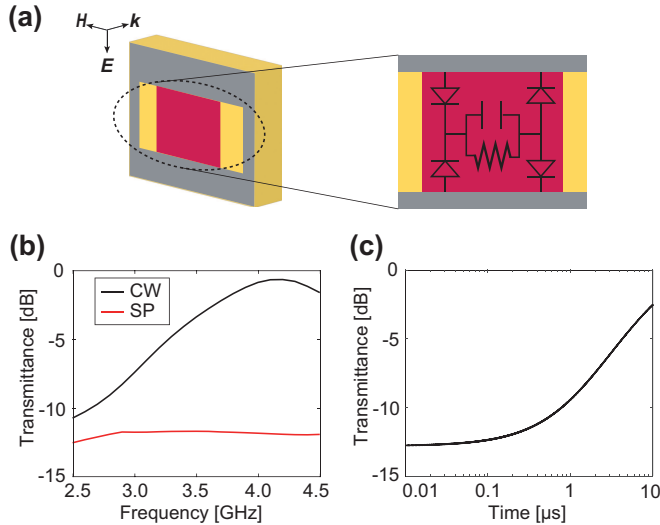 (a)
H k
E
(b)
0
-5
-10
-15
Transmittance [dB]
CW
SP
2.5 3.0 3.5 4.0 4.5
Frequency [GHz]
(c)
0
-5
-10
-15
Transmittance [dB]
0.01 0.1 1 10
Time [µs]